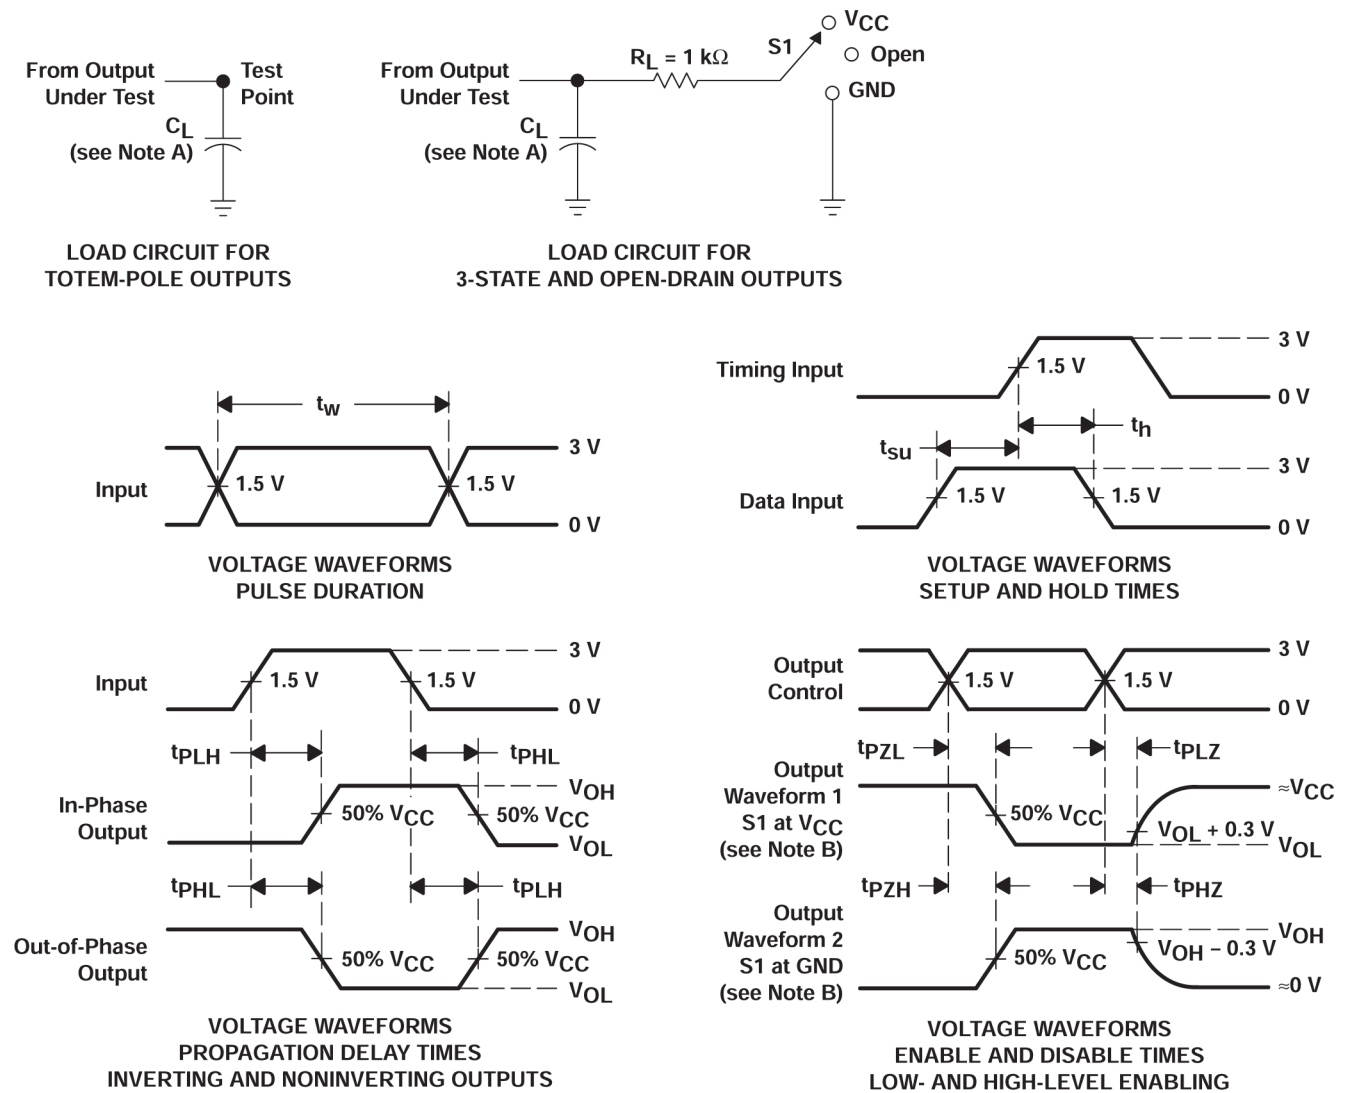 From Output
Under Test
Test
Point
CL
(see Note A)
LOAD CIRCUIT FOR
TOTEM-POLE OUTPUTS
From Output
Under Test
RL = 1 kΩ
S1
VCC
Open
GND
CL
(see Note A)
LOAD CIRCUIT FOR
3-STATE AND OPEN-DRAIN OUTPUTS
tw
Input
1.5 V
1.5 V
3 V
0 V
VOLTAGE WAVEFORMS
PULSE DURATION
Timing Input
1.5 V
3 V
0 V
th
tsu
Data Input
1.5 V
1.5 V
3 V
0 V
VOLTAGE WAVEFORMS
SETUP AND HOLD TIMES
Input
1.5 V
1.5 V
3 V
0 V
tPLH
tPHL
In-Phase
Output
50% VCC
50% VCC
VOH
VOL
tPHL
tPLH
Out-of-Phase
Output
50% VCC
50% VCC
VOH
VOL
VOLTAGE WAVEFORMS
PROPAGATION DELAY TIMES
INVERTING AND NONINVERTING OUTPUTS
Output
Control
1.5 V
1.5 V
3 V
0 V
tPZL
tPLZ
Output
Waveform 1
S1 at VCC
(see Note B)
50% VCC
VOL + 0.3 V
≈VCC
VOL
tPZH
tPHZ
Output
Waveform 2
S1 at GND
(see Note B)
50% VCC
VOH − 0.3 V
VOH
≈0 V
VOLTAGE WAVEFORMS
ENABLE AND DISABLE TIMES
LOW- AND HIGH-LEVEL ENABLING